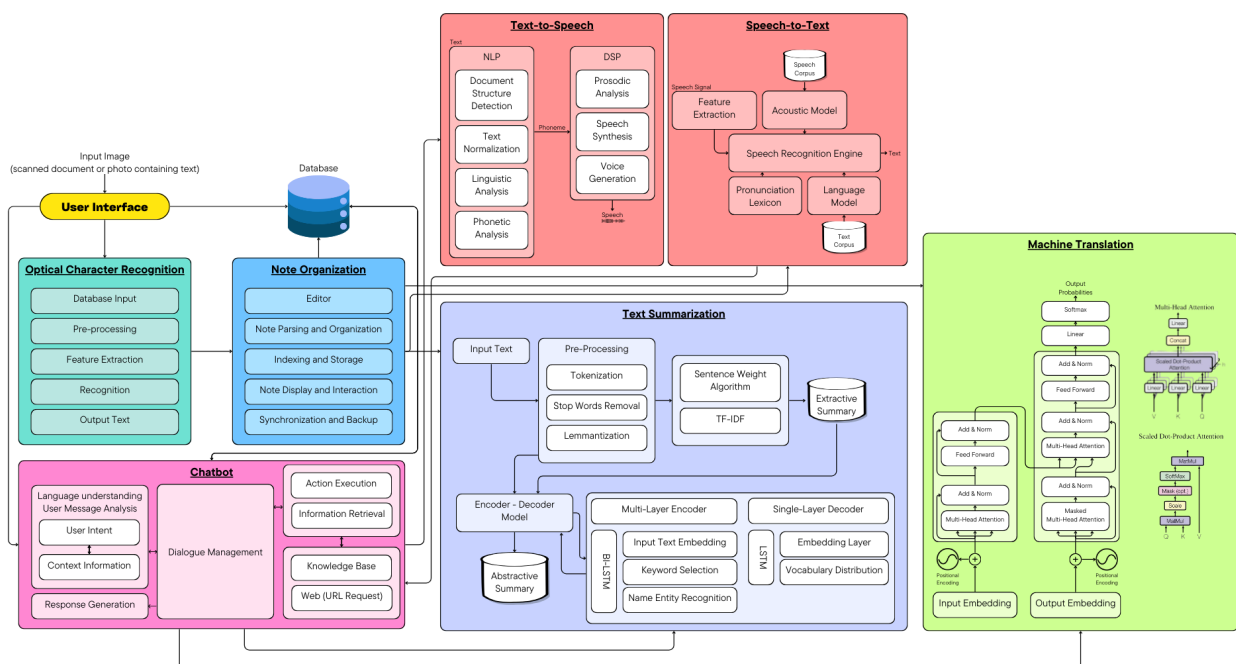 Input Image
(scanned document or photo containing text)
User Interface
Database
Optical Character Recognition
Database Input
Pre-processing
Feature Extraction
Recognition
Output Text
Note Organization
Editor
Note Parsing and Organization
Indexing and Storage
Note Display and Interaction
Synchronization and Backup
Chatbot
Language understanding
User Message Analysis
User Intent
Context Information
Response Generation
Dialogue Management
Action Execution
Information Retrieval
Knowledge Base
Web (URL Request)
Text-to-Speech
Text
NLP
Document
Structure
Detection
Text
Normalization
Linguistic
Analysis
Phonetic
Analysis
Phoneme
DSP
Prosodic
Analysis
Speech
Synthesis
Voice
Generation
Speech
Speech-to-Text
Speech
Corpus
Speech Signal
Feature
Extraction
Acoustic Model
Speech Recognition Engine
Text
Pronunciation
Lexicon
Language
Model
Text
Corpus
Text Summarization
Input Text
Pre-Processing
Tokenization
Stop Words Removal
Lemmantization
Sentence Weight
Algorithm
TF-IDF
Extractive
Summary
Encoder - Decoder
Model
Abstractive
Summary
Multi-Layer Encoder
BI-LSTM
Input Text Embedding
Keyword Selection
Name Entity Recognition
Single-Layer Decoder
LSTM
Embedding Layer
Vocabulary Distribution
Machine Translation
Output
Probabilities
Softmax
Linear
Add & Norm
Feed Forward
Add & Norm
Multi-Head Attention
Add & Norm
Masked
Multi-Head Attention
Add & Norm
Feed Forward
Add & Norm
Multi-Head Attention
Positional
Encoding
Positional
Encoding
Input Embedding
Output Embedding
Multi-Head Attention
Linear
Concat
Scaled Dot-Product
Attention
Linear
Linear
Linear
V
K
Q
Scaled Dot-Product Attention
MatMul
SoftMax
Mask (opt.)
Scale
MatMul
Q
K
V